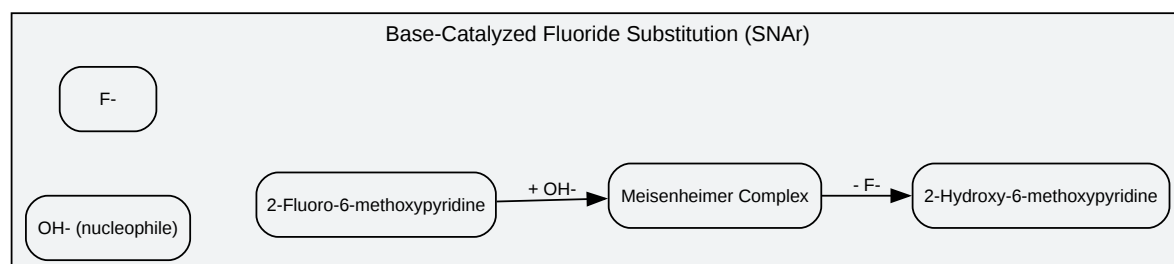 Base-Catalyzed Fluoride Substitution (SNAr)
F-
OH- (nucleophile)
2-Fluoro-6-methoxypyridine
+ OH-
Meisenheimer Complex
- F-
2-Hydroxy-6-methoxypyridine